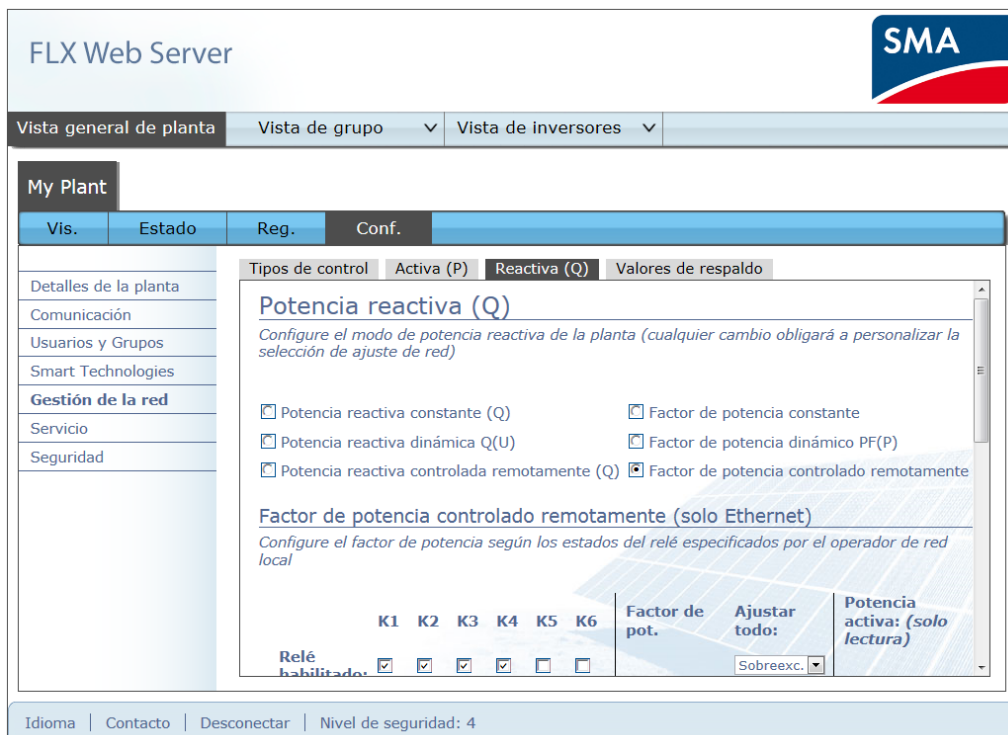 FLX Web Server
SMA
Vista general de planta
Vista de grupo
Vista de inversores
My Plant
Vis.
Estado
Reg.
Conf.
Detalles de la planta
Comunicación
Usuarios y Grupos
Smart Technologies
Gestión de la red
Servicio
Seguridad
Tipos de control
Activa (P)
Reactiva (Q)
Valores de respaldo
Potencia reactiva (Q)
Configure el modo de potencia reactiva de la planta (cualquier cambio obligará a personalizar la
selección de ajuste de red)
Potencia reactiva constante (Q)
Factor de potencia constante
Potencia reactiva dinámica Q(U)
Factor de potencia dinámico PF(P)
Potencia reactiva controlada remotamente (Q)
Factor de potencia controlado remotamente
Factor de potencia controlado remotamente (solo Ethernet)
Configure el factor de potencia según los estados del relé especificados por el operador de red
local
K1 K2 K3 K4 K5 K6
Factor de
pot.
Ajustar
todo:
Potencia
activa: (solo
lectura)
Relé
habilitado:
Sobreexc.
Idioma | Contacto | Desconectar | Nivel de seguridad: 4